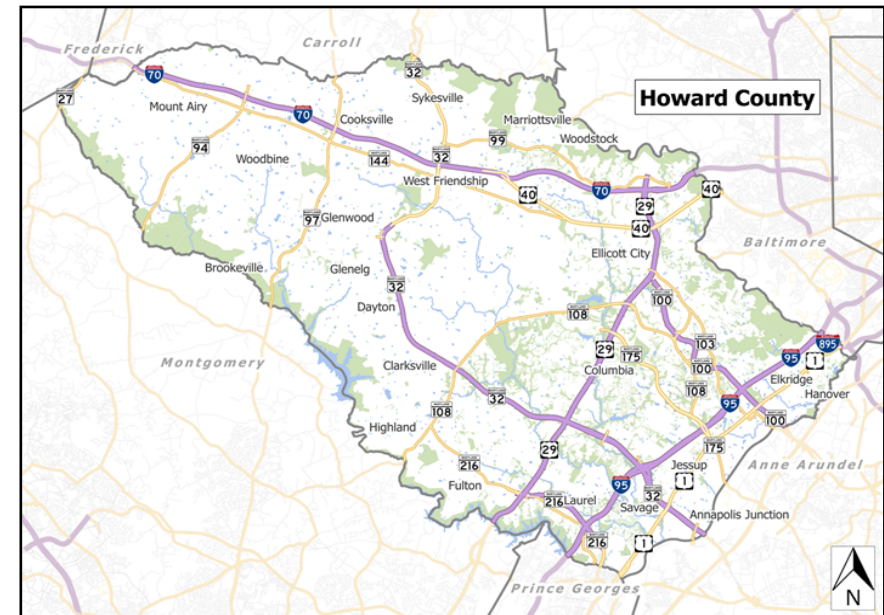 Carroll
Frederick
70
32
Howard County
27
Mount Airy
Sykesville
70
Cooksville
Marriottsville
94
99
Woodstock
Woodbine
144
32
West Friendship
40
70
40
29
97
Glenwood
40
Baltimore
Ellicott City
Brookeville
Glenelg
32
100
Dayton
108
103
895
Montgomery
29
175
95
1
Clarksville
100
Columbia
Elkridge
32
108
Hanover
108
95
100
Highland
29
175
216
Jessup
Anne Arundel
Fulton
95
1
216
Laurel
32
Savage
Annapolis Junction
216
1
Prince Georges
N